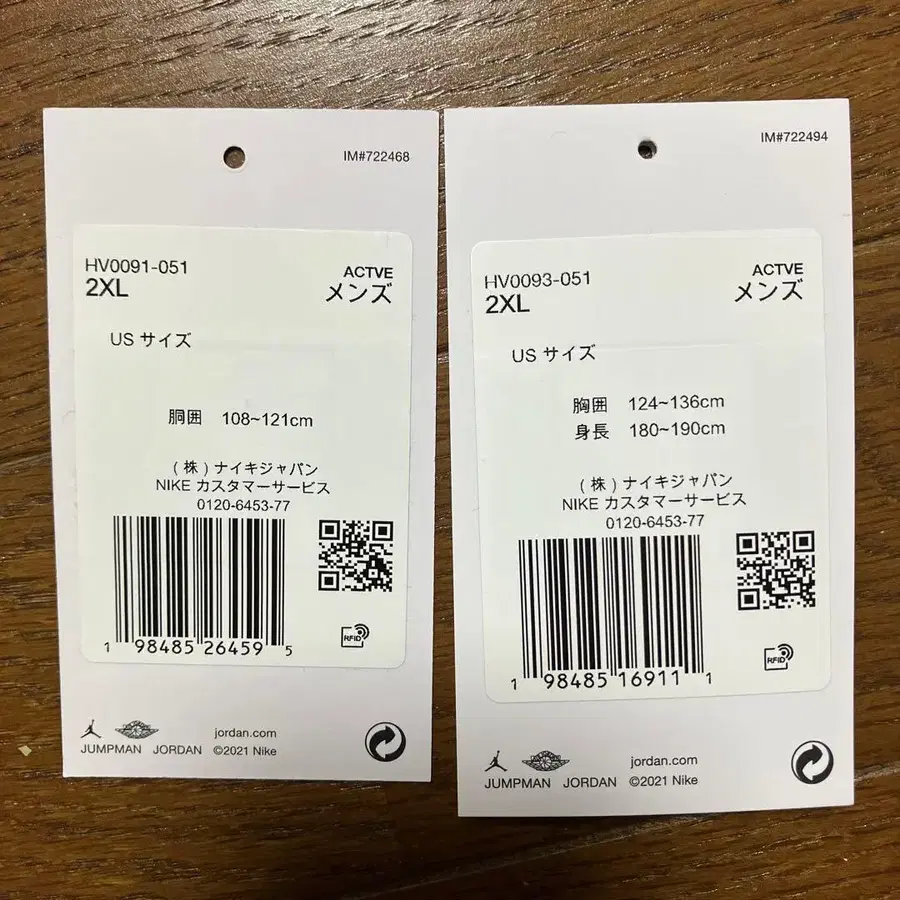 IM#722468
HV0091-051
2XL
ACTVE
メンズ
US サイズ
胴囲 108~121cm
(株)ナイキジャパン
NIKE カスタマーサービス
0120-6453-77
1 98485 26459 5
RFID
jordan.com
JUMPMAN JORDAN ©2021 Nike
IM#722494
HV0093-051
2XL
ACTVE
メンズ
US サイズ
胸囲 124~136cm
身長 180~190cm
(株)ナイキジャパン
NIKE カスタマーサービス
0120-6453-77
1 98485 16911 1
RFID
jordan.com
JUMPMAN JORDAN ©2021 Nike